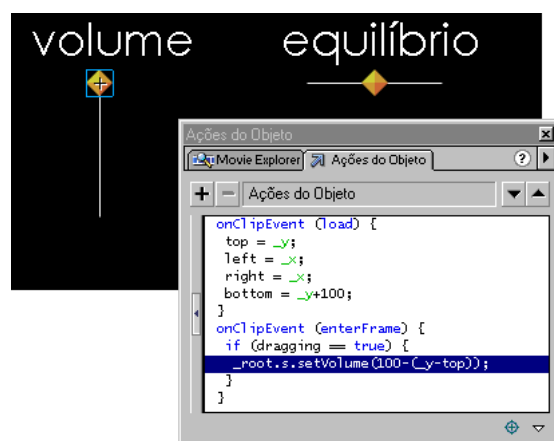 volume equilíbrio
Ações do Objeto
Movie Explorer Ações do Objeto ?
Ações do Objeto
onClipEvent (load) {
top = _y;
left = _x;
right = _x;
bottom = _y+100;
}
onClipEvent (enterFrame) {
if (dragging == true) {
_root.s.setVolume(100-(_y-top));
}
}